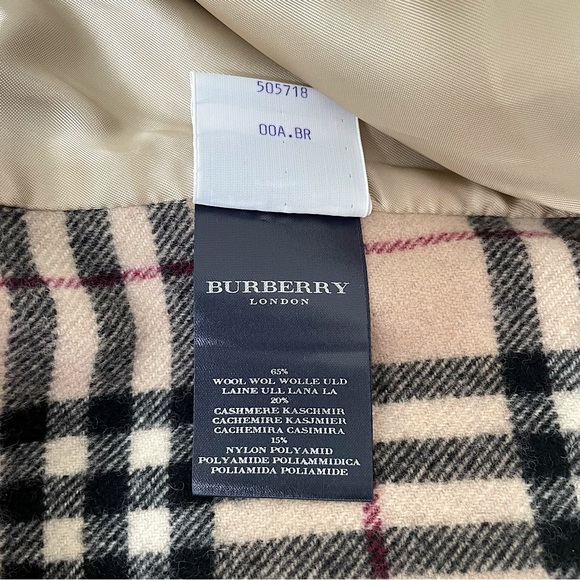 505718
00A.BR
BURBERRY
LONDON
65%
WOOL WOL WOLLE ULD
LAINE ULL LANA LA
20%
CASHMERE KASCHMIR
CACHEMIRE KASJMIER
CACHEMIRA CASIMIRA
15%
NYLON POLYAMID
POLYAMIDE POLIAMMIDICA
POLIAMIDA POLIAMIDE